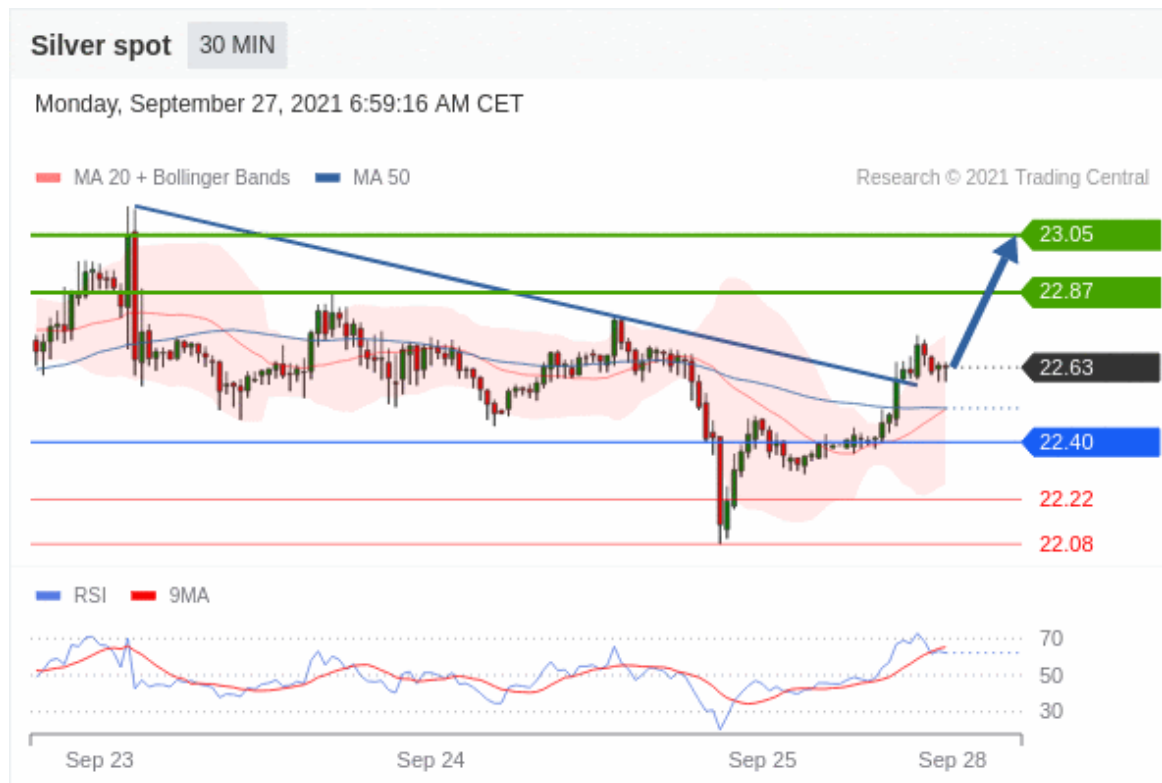 Silver spot 30 MIN
Monday, September 27, 2021 6:59:16 AM CET
MA 20 + Bollinger Bands MA 50 Research © 2021 Trading Central
23.05
22.87
22.63
22.40
22.22
22.08
RSI 9MA
70
50
30
Sep 23 Sep 24 Sep 25 Sep 28